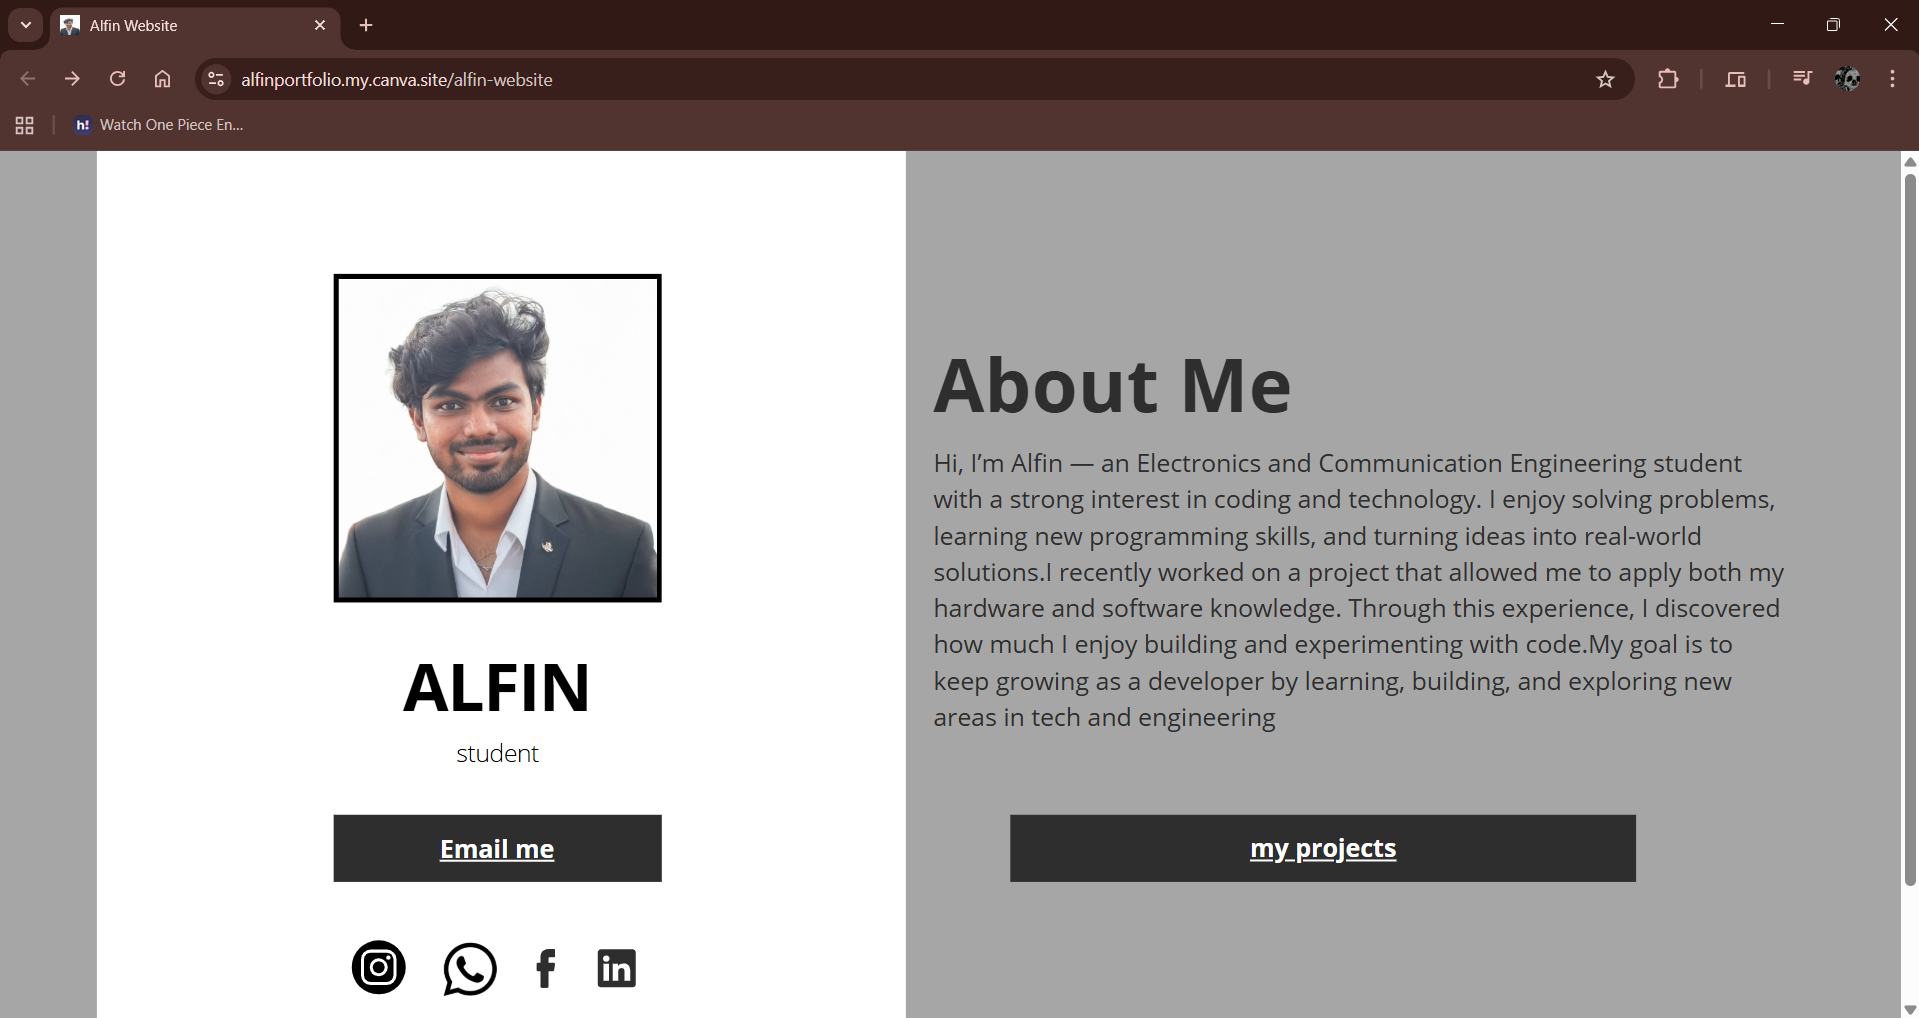 Alfin Website
alfinportfolio.my.canva.site/alfin-website
h! Watch One Piece En...
ALFIN
student
Email me
in
About Me
Hi, I’m Alfin — an Electronics and Communication Engineering student
with a strong interest in coding and technology. I enjoy solving problems,
learning new programming skills, and turning ideas into real-world
solutions.I recently worked on a project that allowed me to apply both my
hardware and software knowledge. Through this experience, I discovered
how much I enjoy building and experimenting with code.My goal is to
keep growing as a developer by learning, building, and exploring new
areas in tech and engineering
my projects